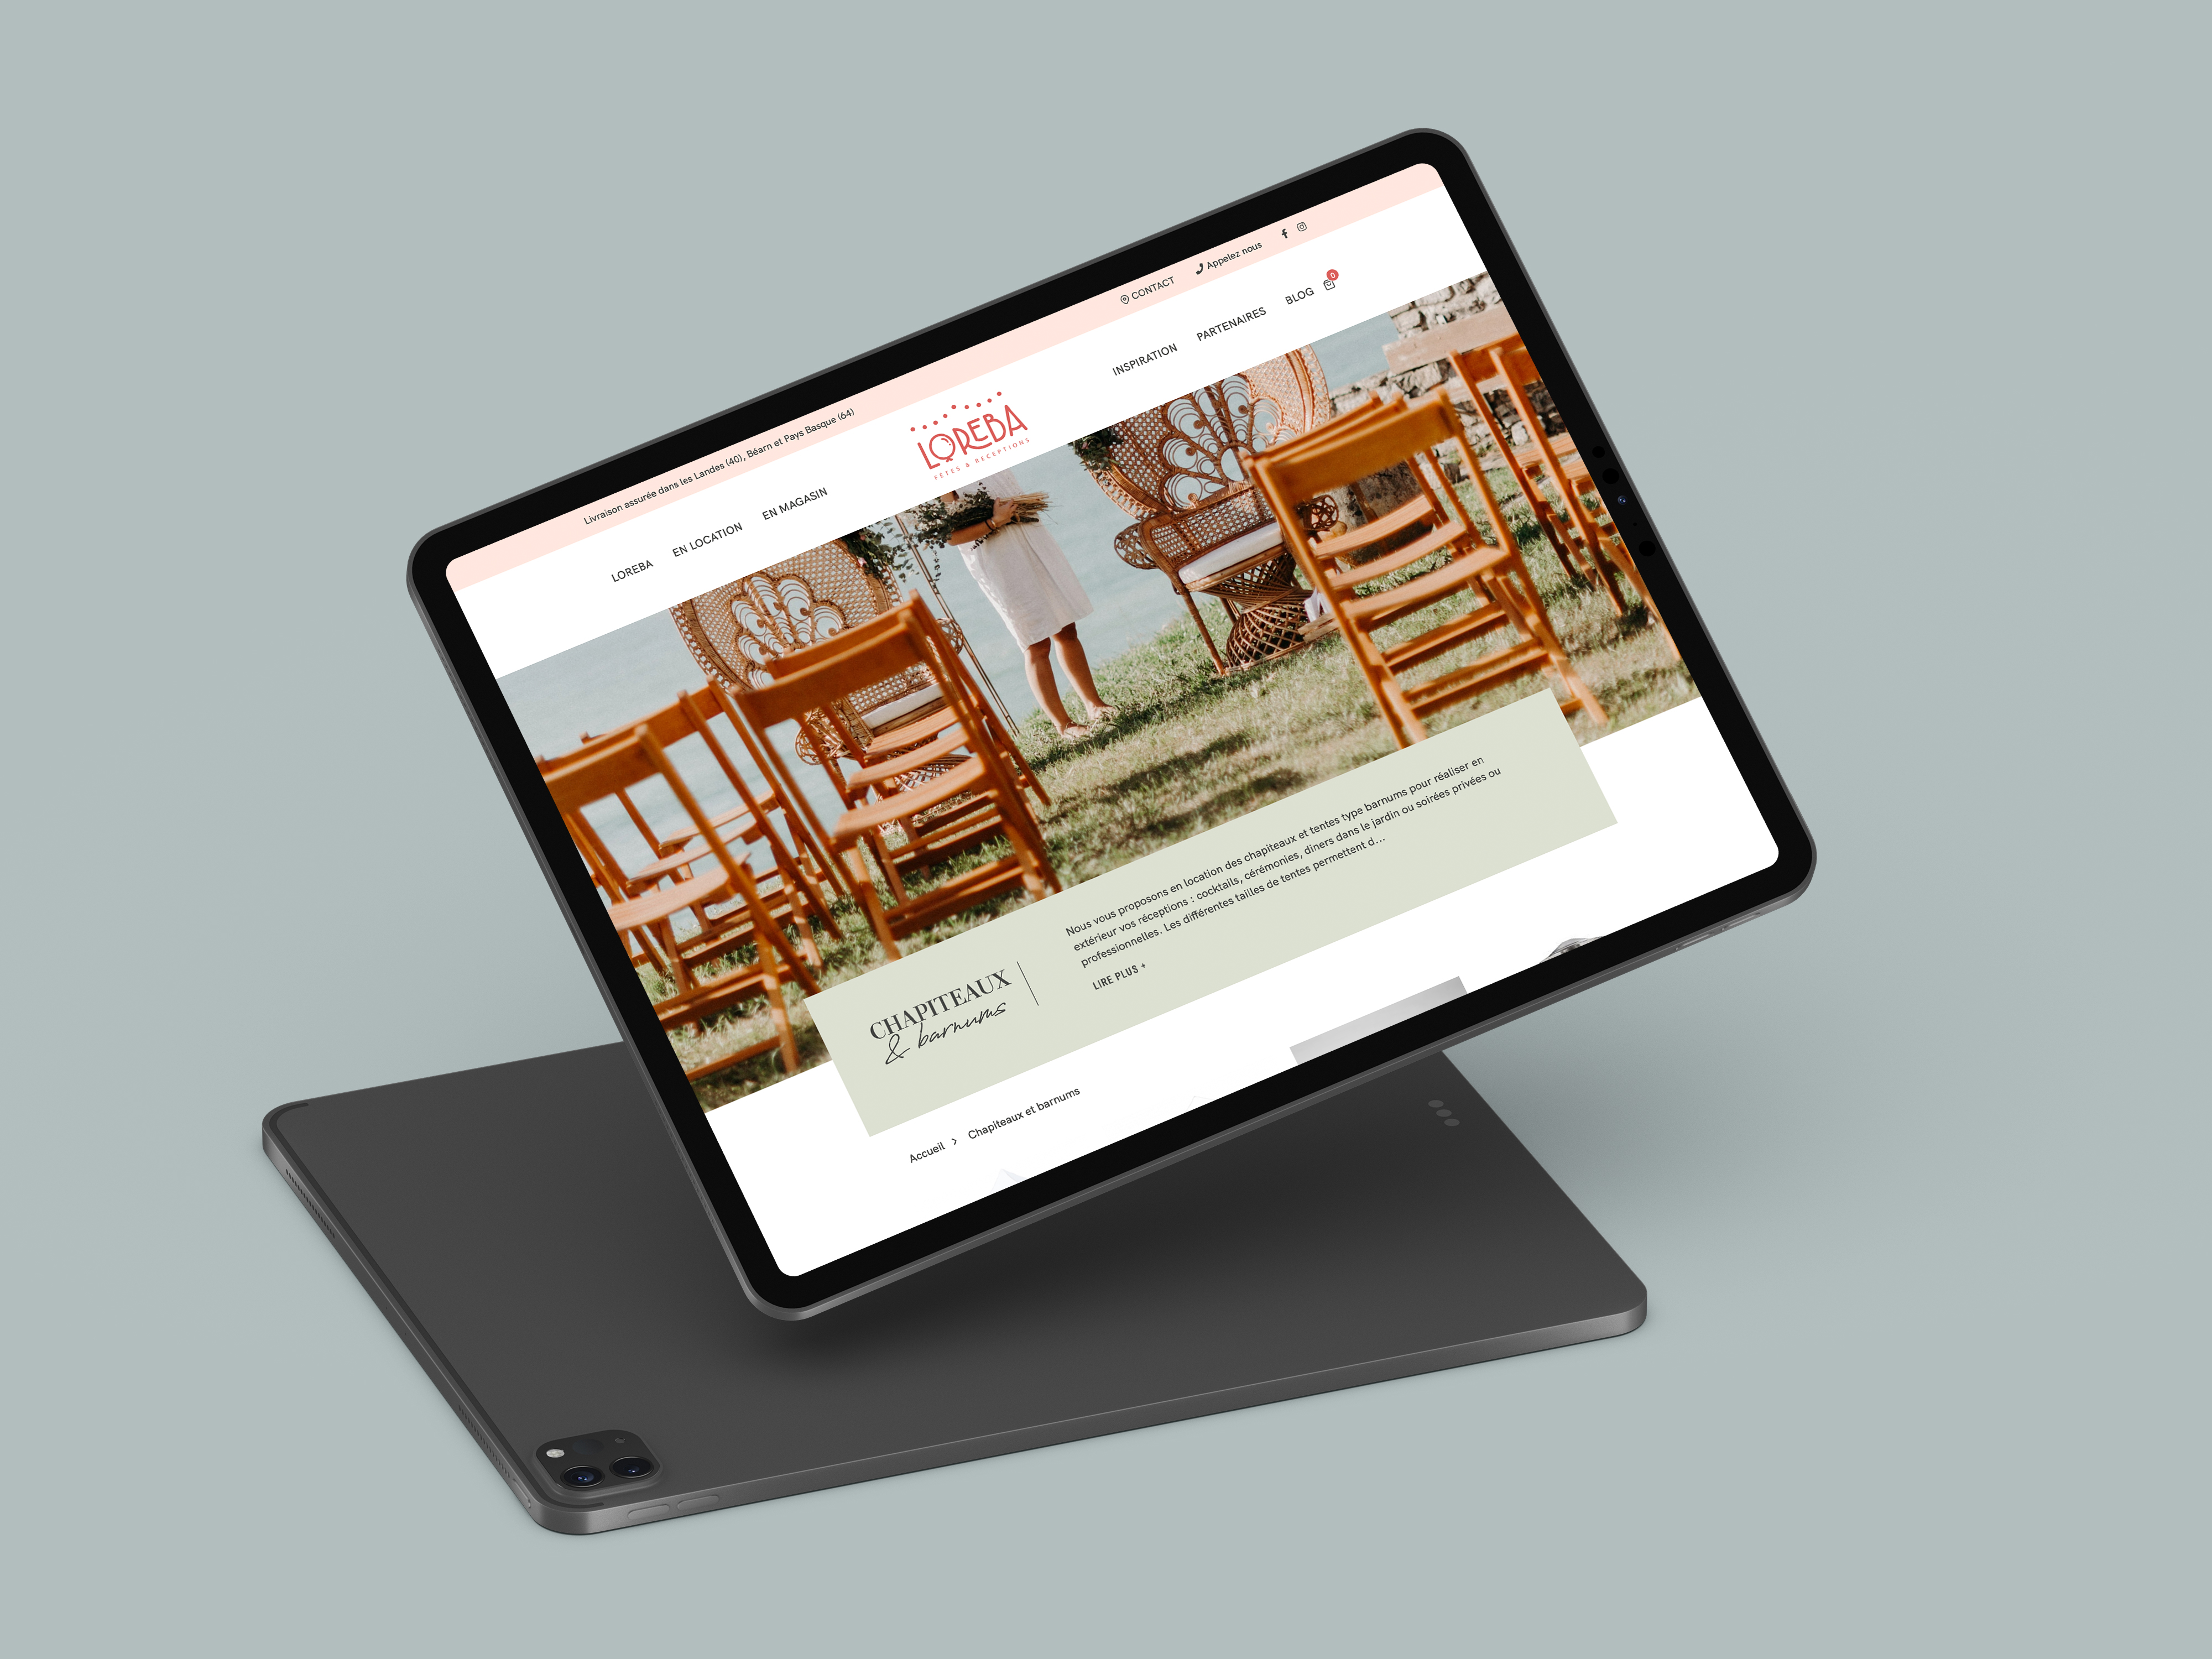 Livraison assurée dans les Landes (40), Béarn et Pays Basque (64)
CONTACT
Appelez nous
LOREBA
EN LOCATION
EN MAGASIN
LOREBA
FÊTES & RÉCEPTIONS
INSPIRATION
PARTENAIRES
BLOG
0
CHAPITEAUX
& barnums
Nous vous proposons en location des chapiteaux et tentes type barnums pour réaliser en
extérieur vos réceptions : cocktails, cérémonies, diners dans le jardin ou soirées privées ou
professionnelles. Les différentes tailles de tentes permettent d...
LIRE PLUS +
Accueil > Chapiteaux et barnums